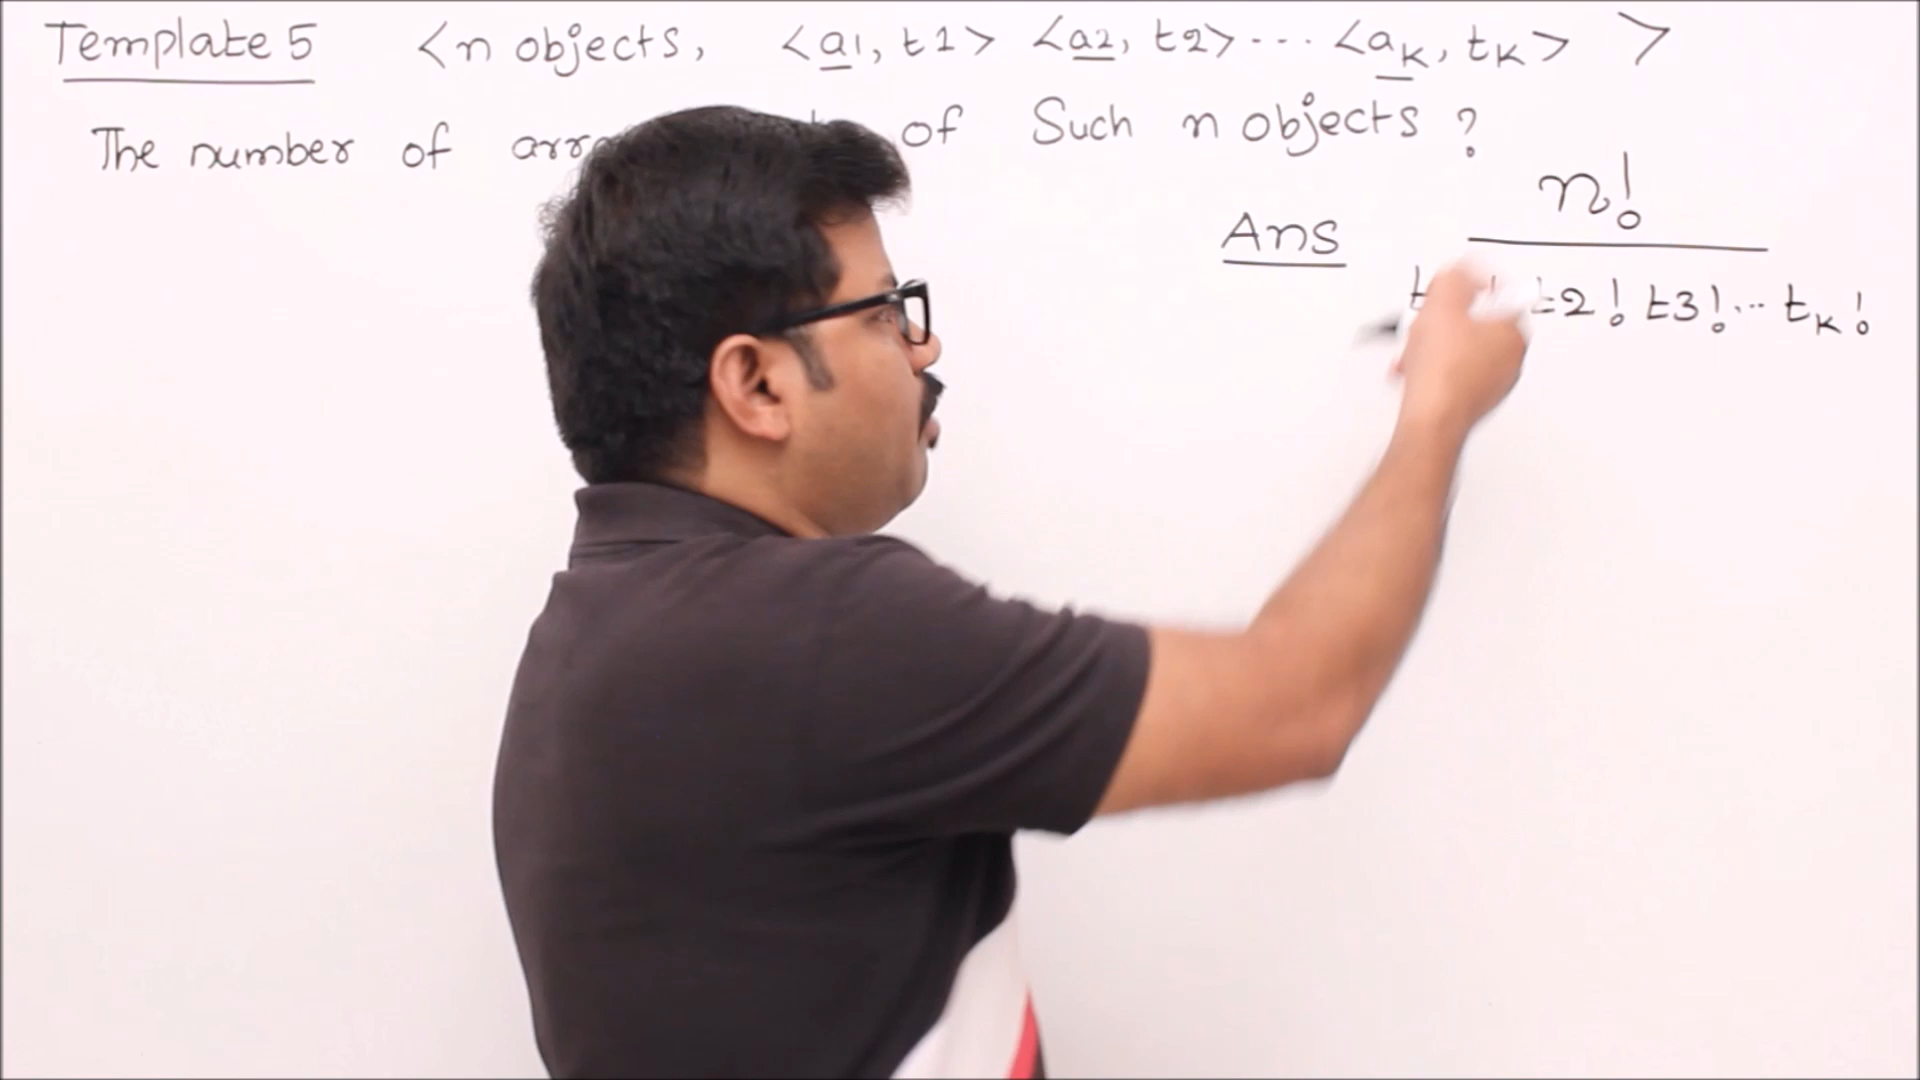 Template 5 <n objects, <a1, t1> <a2, t2> ... <aK, tK> >
The number of of Such n objects ?
n!
Ans
t2! t3! ... tK!